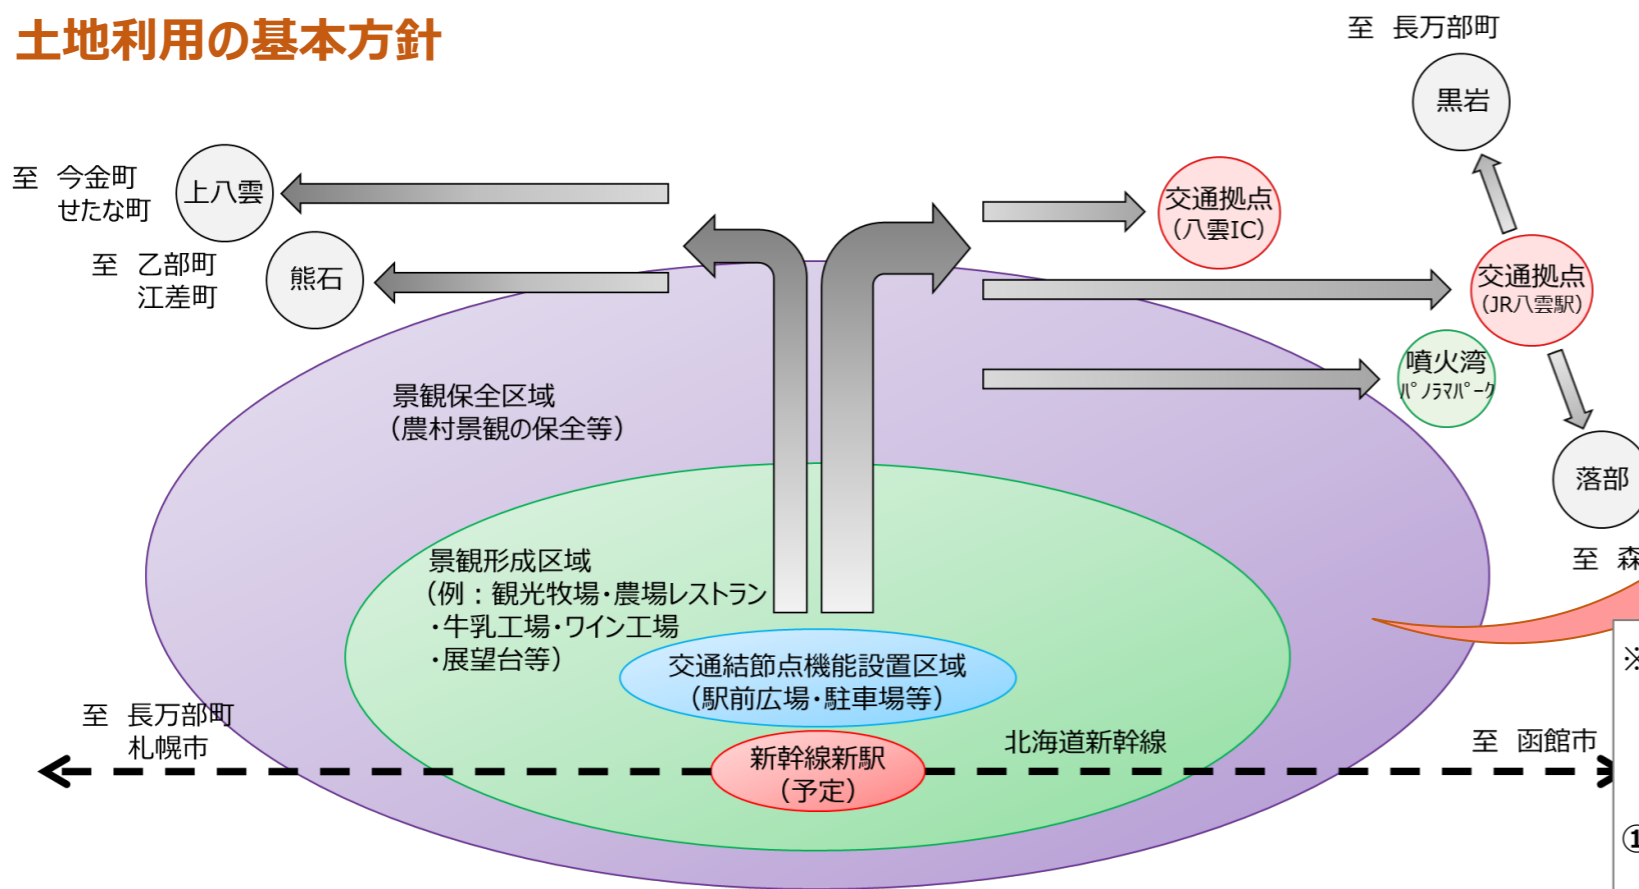 土地利用の基本方針
至 長万部町
黒岩
至 今金町
せたな町
上八雲
交通拠点
(八雲IC)
至 乙部町
江差町
熊石
交通拠点
(JR八雲駅)
噴火湾
ﾊﾟﾉﾗﾏﾊﾟｰｸ
景観保全区域
(農村景観の保全等)
落部
至 森
景観形成区域
(例：観光牧場・農場レストラン
・牛乳工場・ワイン工場
・展望台等)
交通結節点機能設置区域
(駅前広場・駐車場等)
※
至 長万部町
札幌市
新幹線新駅
(予定)
北海道新幹線
至 函館市
①